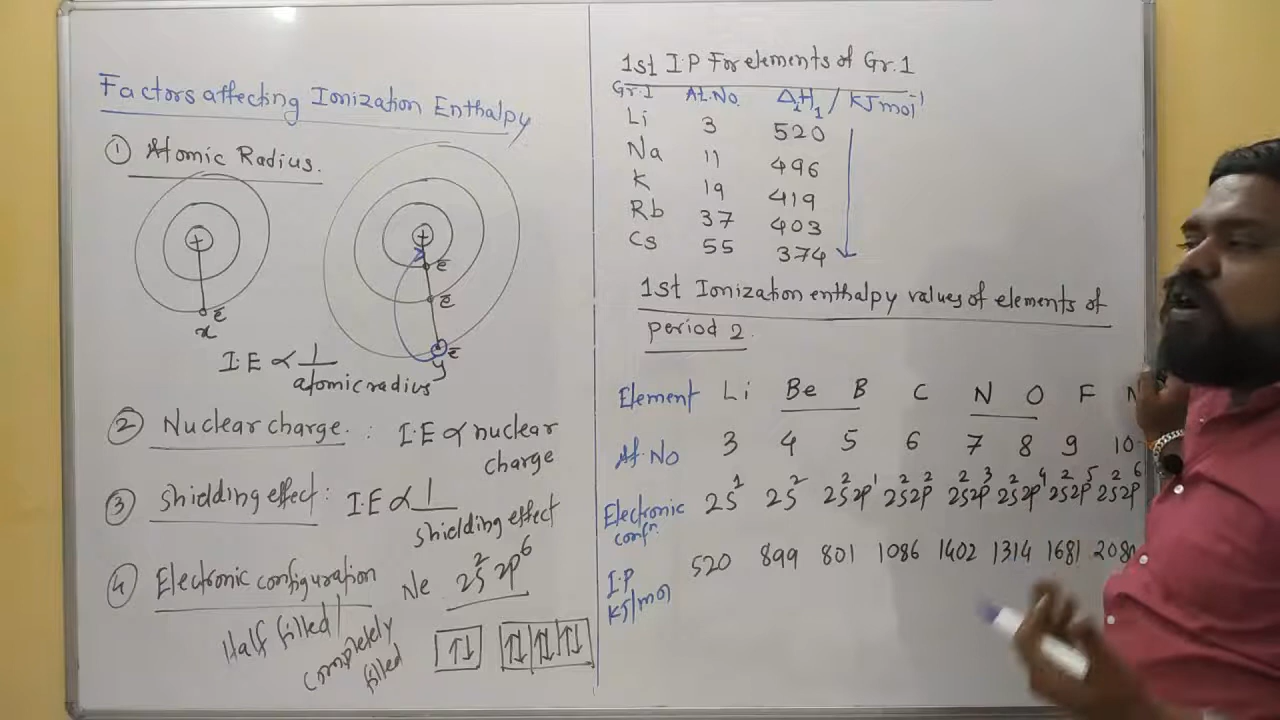 Factors affecting Ionization Enthalpy
① Atomic Radius.
+ +
ē
ē
ē
ē
x
y
I.E ∝ 1/atomic radius
② Nuclear charge. : I.E ∝ nuclear charge
③ Shielding effect : I.E ∝ 1/shielding effect
④ Electronic configuration Ne 2s² 2p⁶
Half filled/
completely
filled
↑↓ ↑↓ ↑↓ ↑↓
1st I.P For elements of Gr.1
Gr.I At.No. ΔᵢH₁ / KJ mol⁻¹
Li 3 520
Na 11 496
K 19 419
Rb 37 403
Cs 55 374
1st Ionization enthalpy values of elements of
period 2.
Element Li Be B C N O F N
At.No 3 4 5 6 7 8 9 10
Electronic confⁿ. 2s¹ 2s² 2s²2p¹ 2s²2p² 2s²2p³ 2s²2p⁴ 2s²2p⁵ 2s²2p⁶
I.P KJ/mol 520 899 801 1086 1402 1314 1681 208